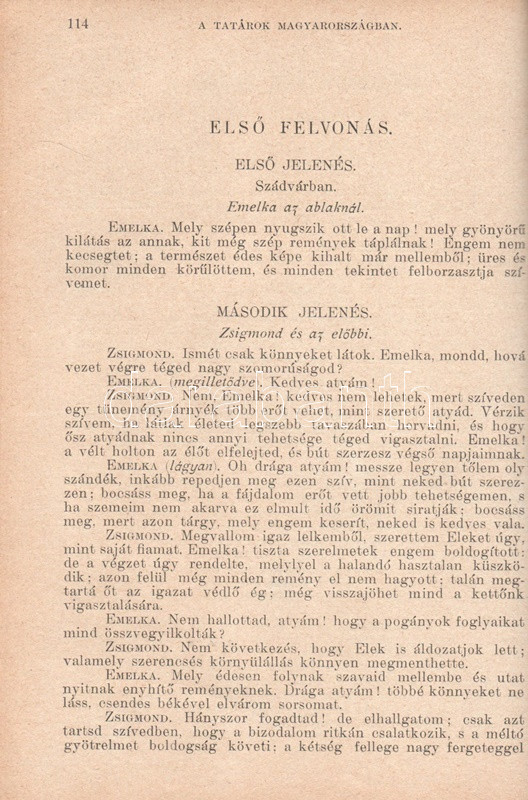 114
A TATÁROK MAGYARORSZÁGBAN.
ELSŐ FELVONÁS.
ELSŐ JELENÉS.
Szádvárban.
Emelka az ablaknál.
EMELKA. Mely szépen nyugszik ott le a nap! mely gyönyörű
kilátás az annak, kit még szép remények táplálnak! Engem nem
kecsegtet; a természet édes képe kihalt már mellemből; üres és
komor minden körülöttem, és minden tekintet felborzasztja szí-
vemet.
MÁSODIK JELENÉS.
Zsigmond és az előbbi.
ZSIGMOND. Ismét csak könnyeket látok. Emelka, mondd, hová
vezet végre téged nagy szomorúságod?
EMELKA (megilletődve). Kedves atyám!
ZSIGMOND. Nem, Emelka! kedves nem lehetek, mert szíveden
egy tűnemény árnyék több erőt vehet, mint szerető atyád. Vérzik
szívem, ha látlak életed legszebb tavaszában hervadni, és hogy
ősz atyádnak nincs annyi tehetsége téged vigasztalni. Emelka!
a vélt holton az élőt elfelejted, és bút szerzesz végső napjaimnak.
EMELKA (lágyan). Oh drága atyám! messze legyen tőlem oly
szándék, inkább repedjen meg ezen szív, mint neked bút szerez-
zen; bocsáss meg, ha a fájdalom erőt vett jobb tehetségemen, s
ha szemeim nem akarva ez elmult idő örömit siratják: bocsáss
meg, mert azon tárgy, mely engem keserít, neked is kedves vala.
ZSIGMOND. Megvallom igaz lelkemből, szerettem Eleket úgy,
mint saját fiamat. Emelka! tiszta szerelmetek engem boldogított:
de a végzet úgy rendelte, melylyel a halandó hasztalan küszkö-
dik; azon felül még minden remény el nem hagyott: talán meg-
tartá őt az igazat védlő ég; még visszajöhet mind a kettőnk
vigasztalására.
EMELKA. Nem hallottad, atyám! hogy a pogányok foglyaikat
mind összvegyilkolták?
ZSIGMOND. Nem következés, hogy Elek is áldozatjok lett;
valamely szerencsés környülállás könnyen megmenthette.
EMELKA. Mely édesen folynak szavaid mellembe és utat
nyitnak enyhítő reményeknek. Drága atyám! többé könnyeket ne
láss, csendes békével elvárom sorsomat.
ZSIGMOND. Hányszor fogadtad! de elhallgatom; csak azt
tartsd szívedben, hogy a bizodalom ritkán csalatkozik, s a méltó
gyötrelmet boldogság követi; a kétség fellege nagy fergeteggel